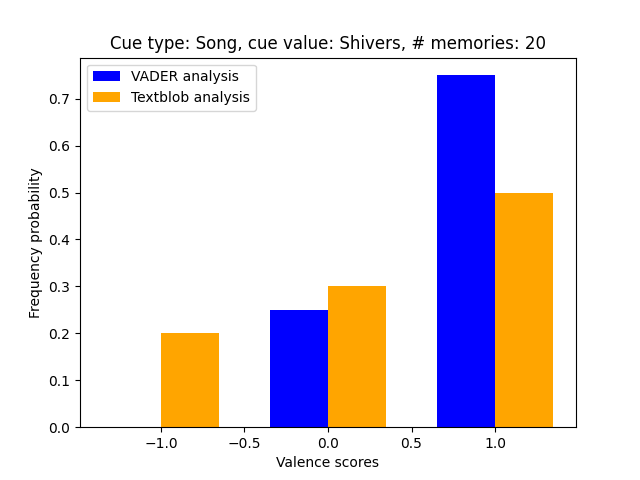 Cue type: Song, cue value: Shivers, # memories: 20
VADER analysis
Textblob analysis
Frequency probability
0.7
0.6
0.5
0.4
0.3
0.2
0.1
0.0
−1.0 −0.5 0.0 0.5 1.0
Valence scores